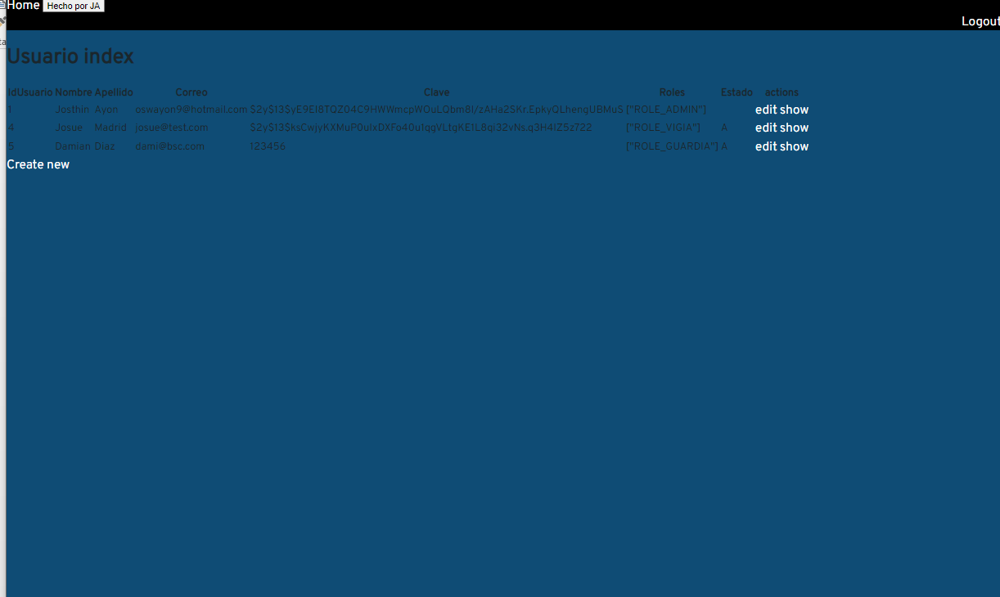 Home Hecho por JA
Logout
Usuario index
IdUsuario Nombre Apellido Correo Clave Roles Estado actions
1 Josthin Ayon oswayon9@hotmail.com $2y$13$yE9EI8TQZ04C9HWWmcpWOuLQbm8l/zAHa2SKr.EpkyQLhengUBMuS ["ROLE_ADMIN"] edit show
4 Josue Madrid josue@test.com $2y$13$ksCwjyKXMuP0uIxDXFo40u1qqVLtgKE1L8qi32vNs.q3H4IZ5z722 ["ROLE_VIGIA"] A edit show
5 Damian Diaz dami@bsc.com 123456 ["ROLE_GUARDIA"] A edit show
Create new